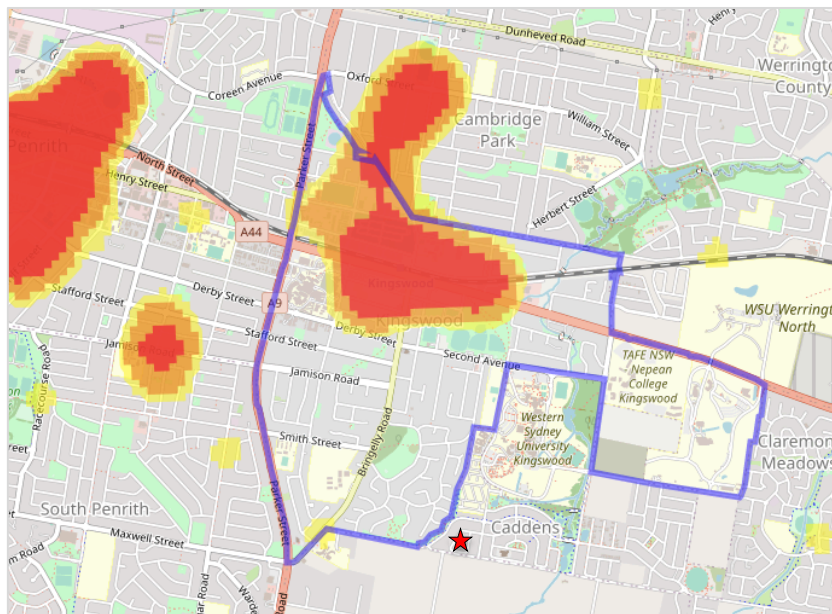 Henry
Dunheved Road
Werrington
County
Coreen Avenue
Oxford Street
Cambridge
Park
William Street
Penrith
North Street
Parker Street
Henry Street
Herbert Street
A44
Kingswood
A9
WSU Werrington
North
Stafford Street
Derby Street
Kingswood
Derby Street
Stafford Street
Second Avenue
TAFE NSW
Nepean
College
Kingswood
Jamison Road
Jamison Road
Racecourse Road
Western
Sydney
University
Kingswood
Smith Street
Bringelly Road
Claremont
Meadows
Parker Street
South Penrith
Caddens
Maxwell Street
Road
Road
Road